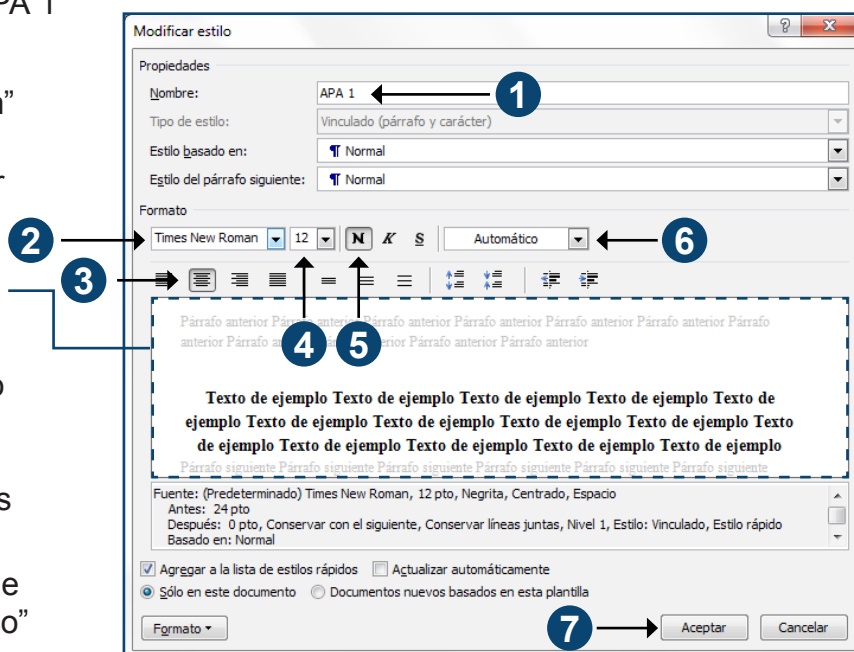 PA 1
Modificar estilo
Propiedades
”
Nombre:
APA 1
1
Tipo de estilo:
Vinculado (párrafo y carácter)
r
Estilo basado en:
¶ Normal
Estilo del párrafo siguiente:
¶ Normal
Formato
2
Times New Roman
12
N
K
S
Automático
6
3
Párrafo anterior Párrafo anterior Párrafo anterior Párrafo anterior Párrafo anterior Párrafo anterior Párrafo
anterior Párrafo anterior Párrafo anterior Párrafo anterior
4
5
o
Texto de ejemplo Texto de ejemplo Texto de ejemplo Texto de ejemplo Texto de
ejemplo Texto de ejemplo Texto de ejemplo Texto de ejemplo Texto de ejemplo Texto
de ejemplo Texto de ejemplo Texto de ejemplo Texto de ejemplo Texto de ejemplo
Párrafo siguiente Párrafo siguiente Párrafo siguiente Párrafo siguiente Párrafo siguiente Párrafo siguiente
s
Fuente: (Predeterminado) Times New Roman, 12 pto, Negrita, Centrado, Espacio
Antes: 24 pto
Después: 0 pto, Conservar con el siguiente, Conservar líneas juntas, Nivel 1, Estilo: Vinculado, Estilo rápido
Basado en: Normal
Agregar a la lista de estilos rápidos
Actualizar automáticamente
e
Sólo en este documento
Documentos nuevos basados en esta plantilla
o”
Formato
7
Aceptar
Cancelar